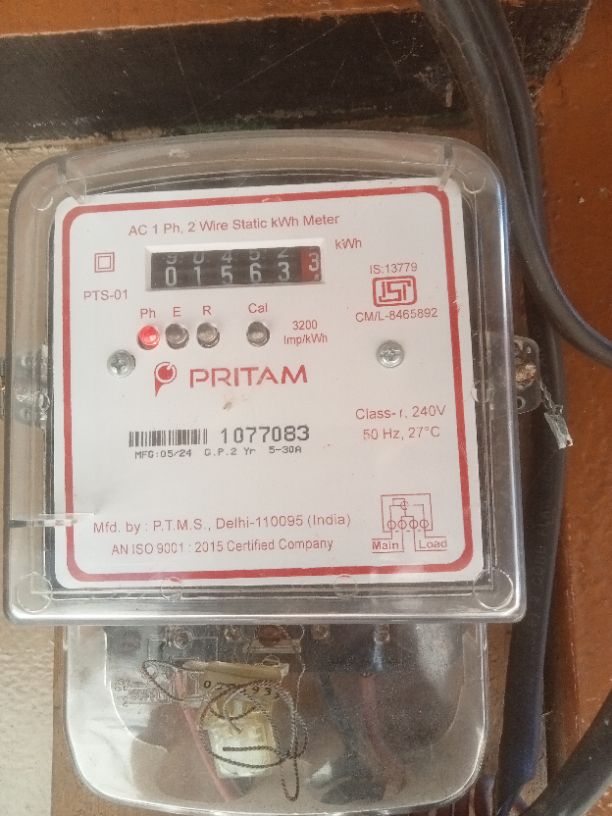 AC 1 Ph, 2 Wire Static kWh Meter
kWh
015633
PTS-01
IS:13779
ISI
CM/L-8465892
Ph E R Cal
3200
Imp/kWh
PRITAM
Class-1, 240V
50 Hz, 27°C
1077083
MFG:05/24 G.P.2 Yr 5-30A
Mfd. by : P.T.M.S., Delhi-110095 (India)
AN ISO 9001 : 2015 Certified Company
Main Load